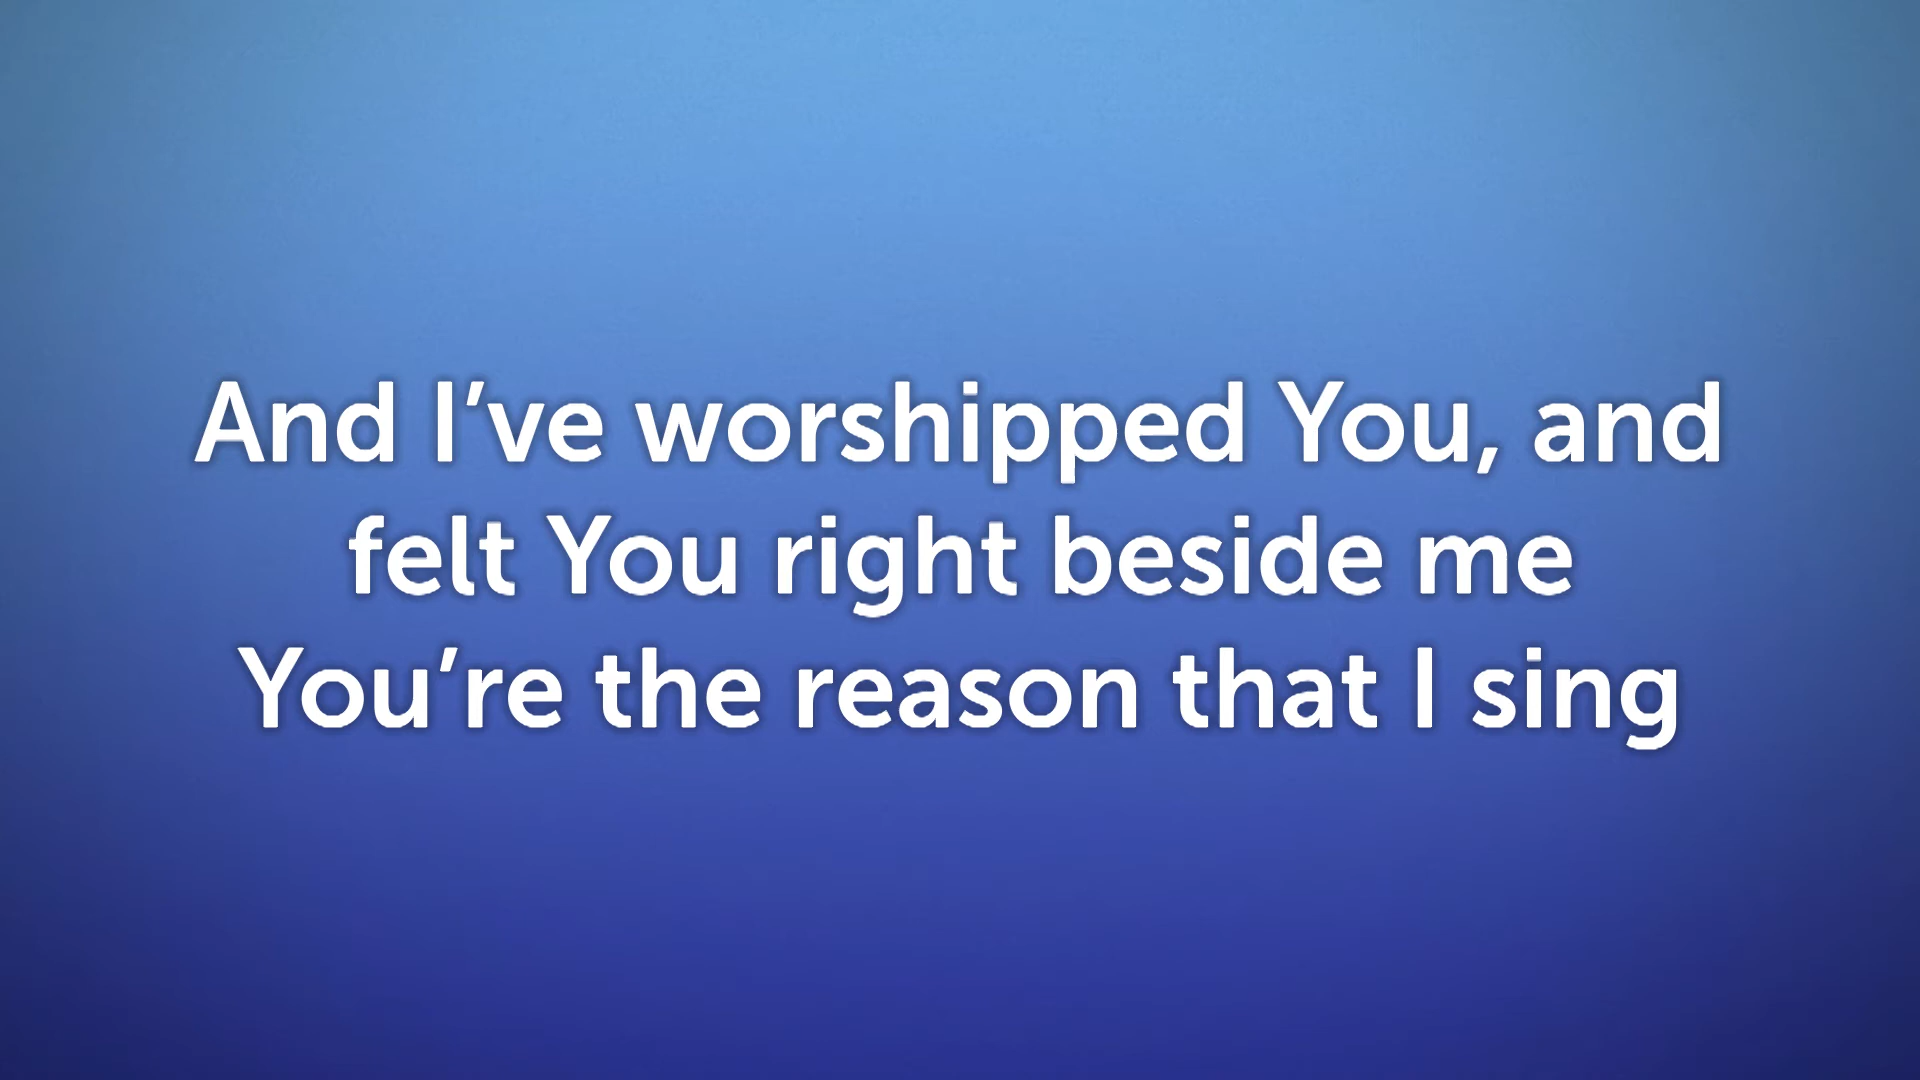 And I’ve worshipped You, and
felt You right beside me
You’re the reason that I sing